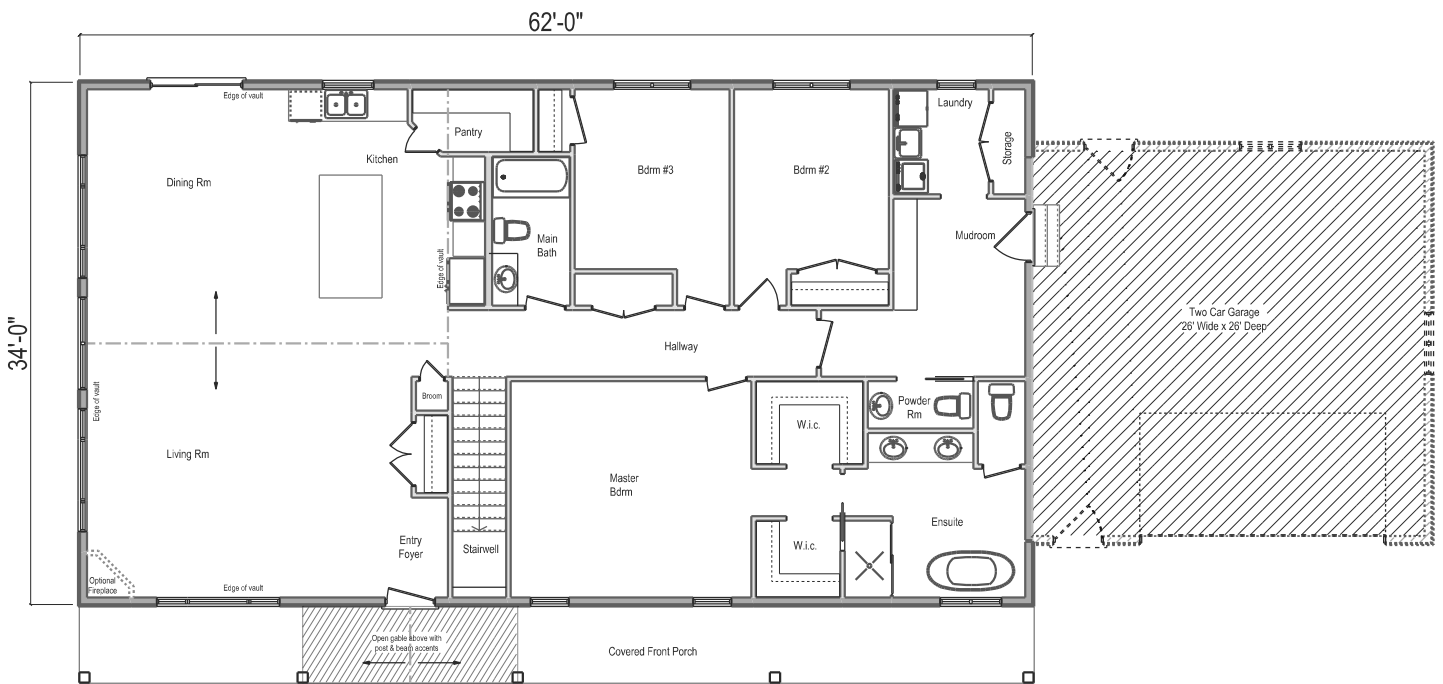 62'-0"
34'-0"
Edge of vault
Laundry
Pantry
Storage
Kitchen
Dining Rm
Bdrm #3
Bdrm #2
Main
Bath
Mudroom
Edge of vault
Two Car Garage
26' Wide x 26' Deep
Hallway
Edge of vault
Broom
Powder
Rm
W.i.c.
Living Rm
Master
Bdrm
Entry
Foyer
Stairwell
W.i.c.
Ensuite
Optional
Fireplace
Edge of vault
Open gable above with
post & beam accents
Covered Front Porch